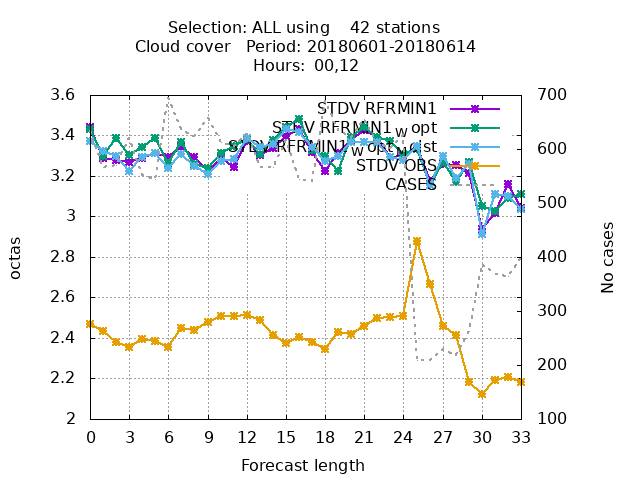 Selection: ALL using 42 stations
Cloud cover Period: 20180601-20180614
Hours: 00,12
3.6
3.4
3.2
3
2.8
2.6
2.4
2.2
2
700
600
500
400
300
200
100
octas
No cases
STDV RFRMIN1
STDV RFRMIN1_w_opt
STDV RFRMIN1_w_opt_w_st
STDV OBS
CASES
0 3 6 9 12 15 18 21 24 27 30 33
Forecast length